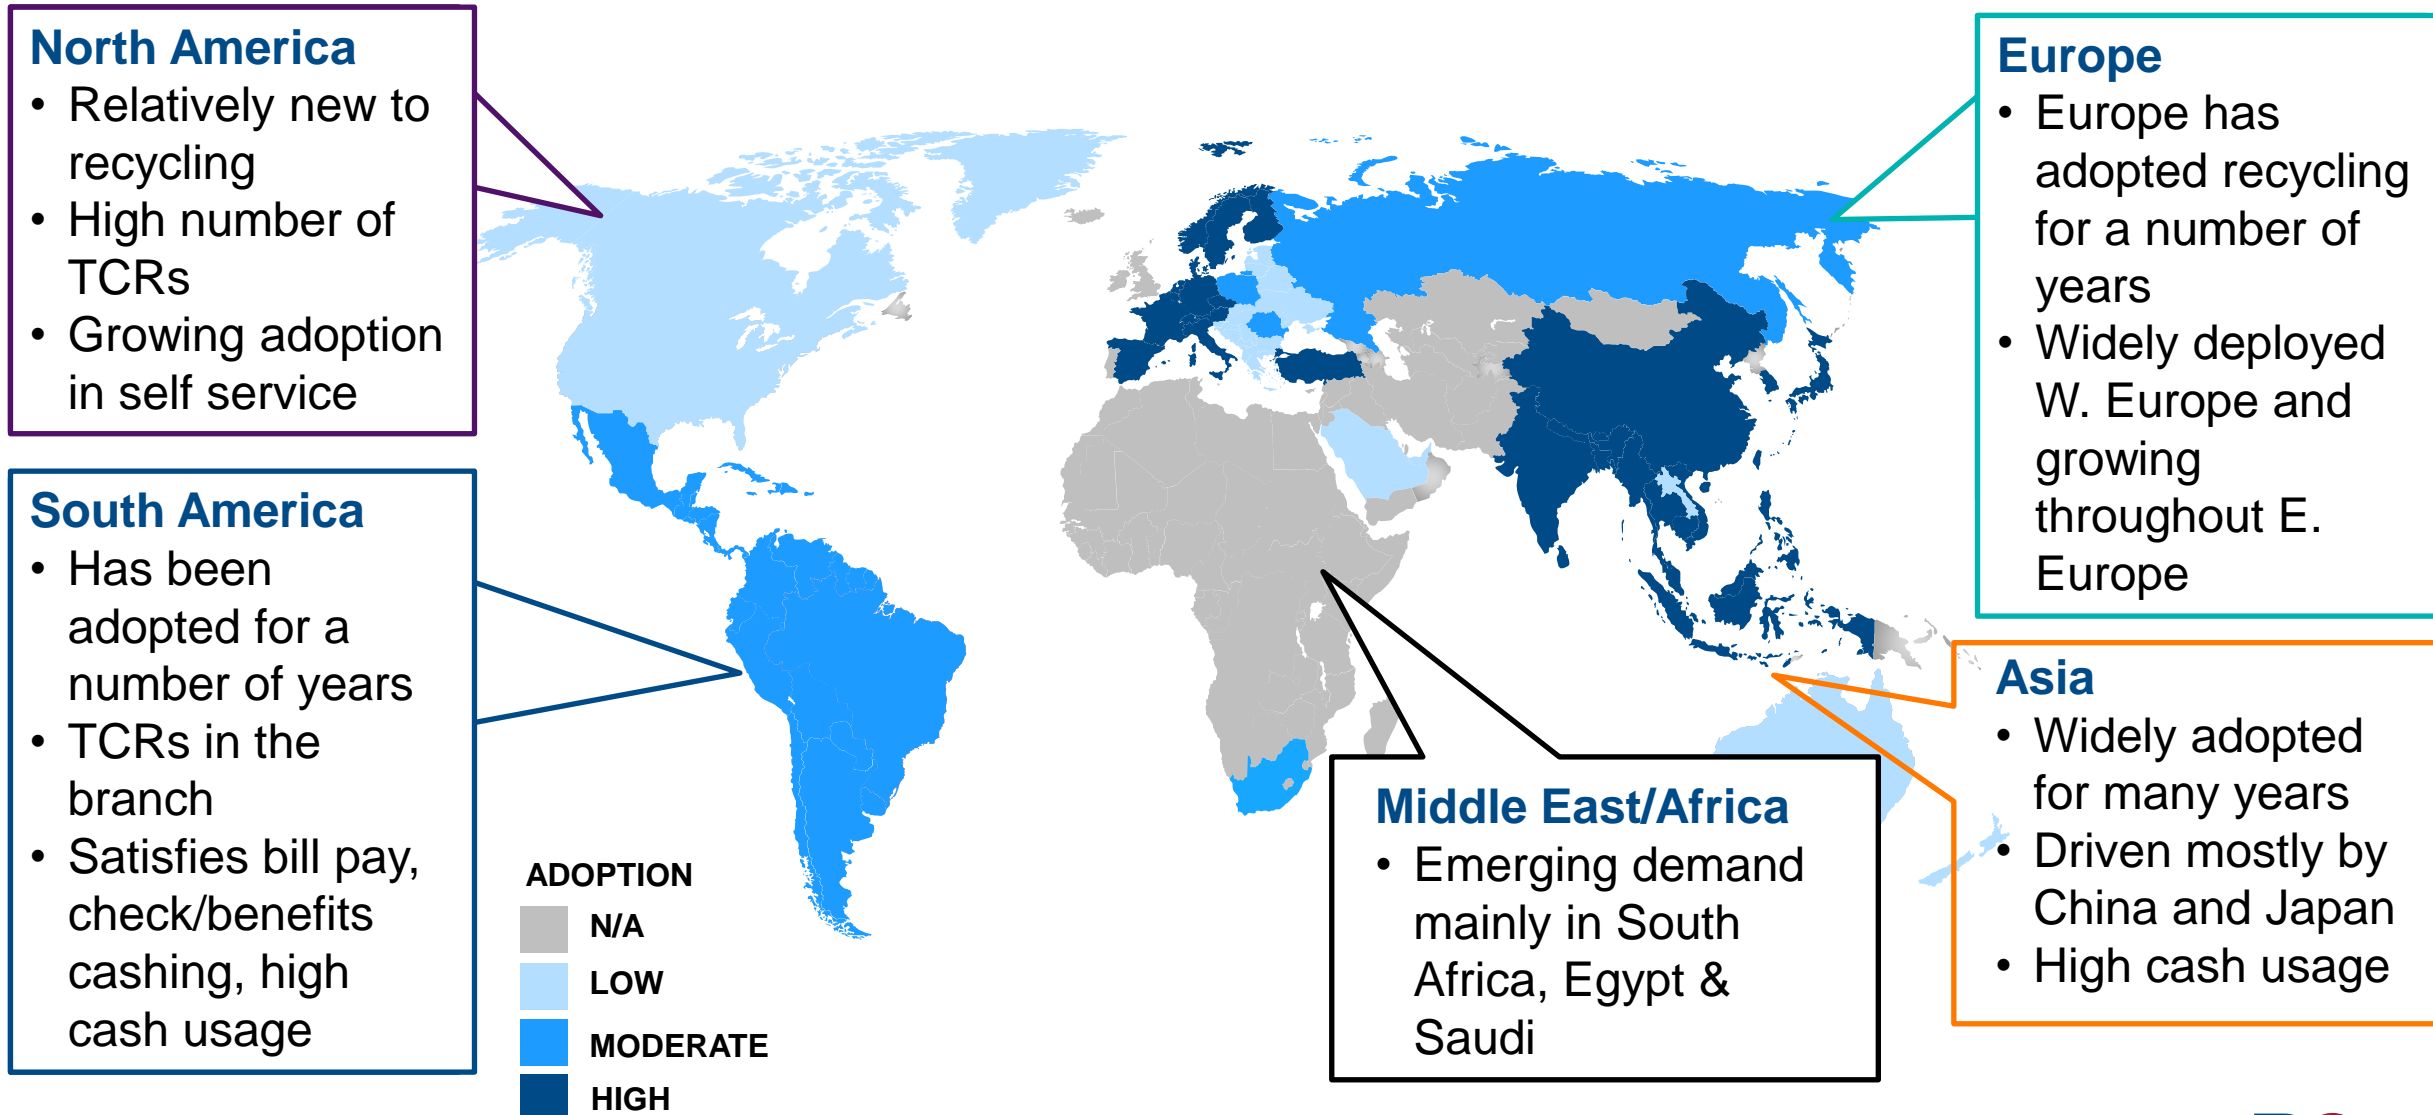 North America
• Relatively new to
recycling
• High number of
TCRs
• Growing adoption
in self service
South America
• Has been
adopted for a
number of years
• TCRs in the
branch
• Satisfies bill pay,
check/benefits
cashing, high
cash usage
ADOPTION
N/A
LOW
MODERATE
HIGH
Middle East/Africa
• Emerging demand
mainly in South
Africa, Egypt &
Saudi
Europe
• Europe has
adopted recycling
for a number of
years
• Widely deployed
W. Europe and
growing
throughout E.
Europe
Asia
• Widely adopted
for many years
• Driven mostly by
China and Japan
• High cash usage